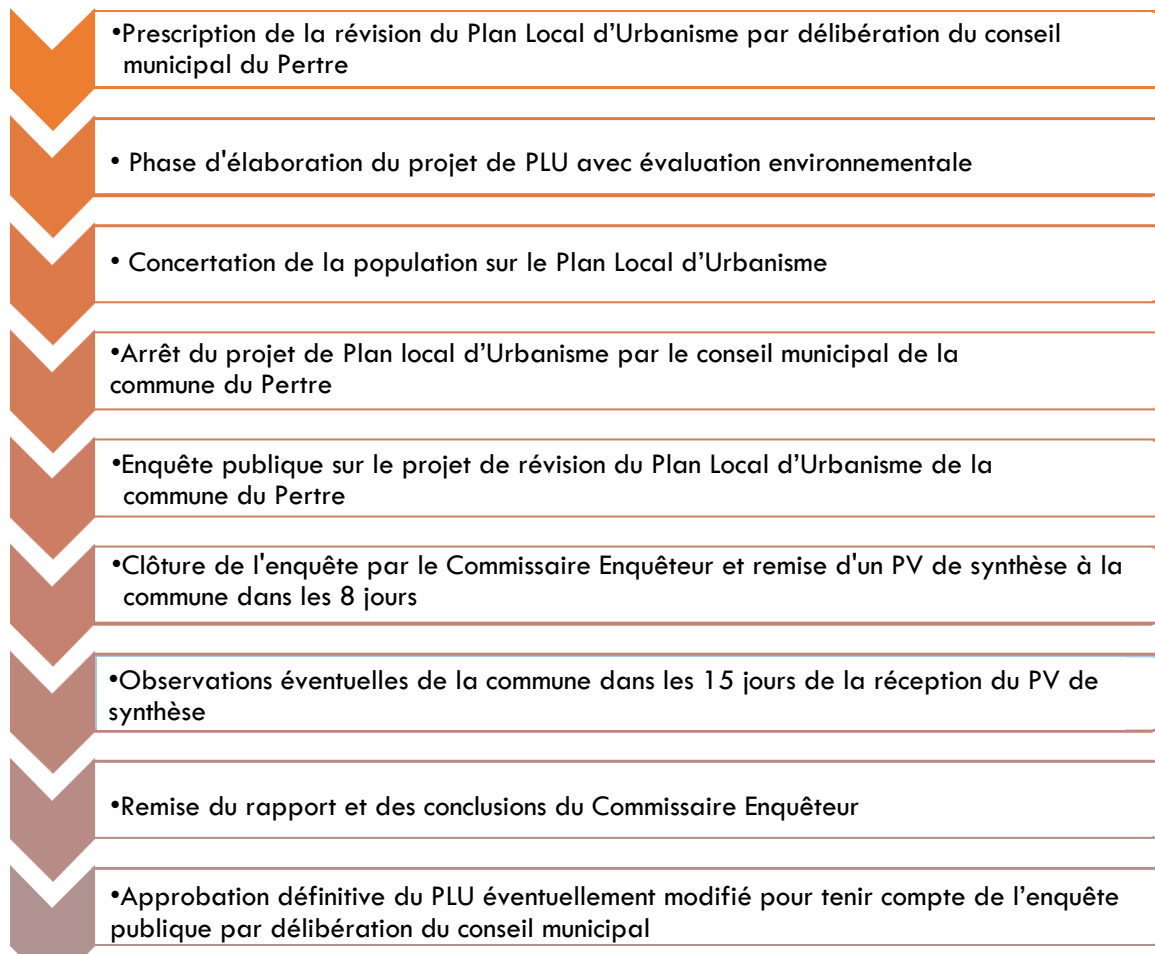 •Prescription de la révision du Plan Local d’Urbanisme par délibération du conseil
municipal du Pertre
• Phase d'élaboration du projet de PLU avec évaluation environnementale
• Concertation de la population sur le Plan Local d’Urbanisme
•Arrêt du projet de Plan local d’Urbanisme par le conseil municipal de la
commune du Pertre
•Enquête publique sur le projet de révision du Plan Local d’Urbanisme de la
commune du Pertre
•Clôture de l'enquête par le Commissaire Enquêteur et remise d'un PV de synthèse à la
commune dans les 8 jours
•Observations éventuelles de la commune dans les 15 jours de la réception du PV de
synthèse
•Remise du rapport et des conclusions du Commissaire Enquêteur
•Approbation définitive du PLU éventuellement modifié pour tenir compte de l’enquête
publique par délibération du conseil municipal